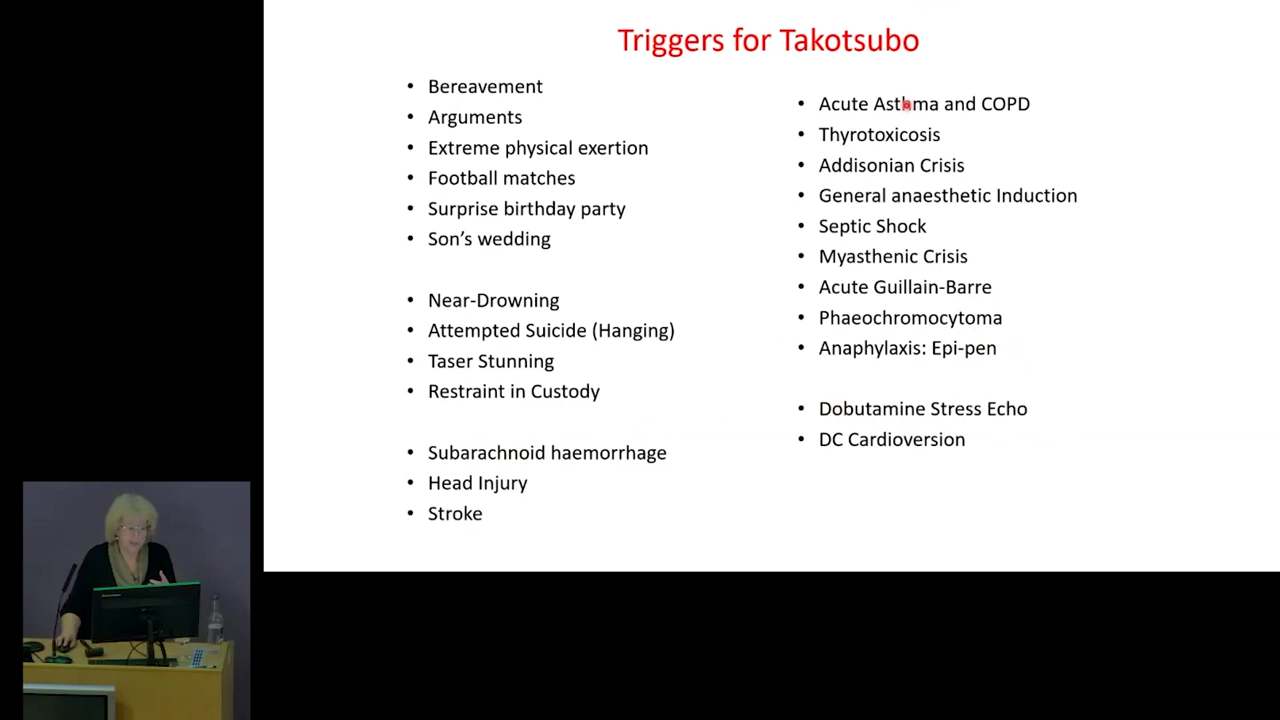 Triggers for Takotsubo
• Bereavement
• Arguments
• Extreme physical exertion
• Football matches
• Surprise birthday party
• Son’s wedding
• Near-Drowning
• Attempted Suicide (Hanging)
• Taser Stunning
• Restraint in Custody
• Subarachnoid haemorrhage
• Head Injury
• Stroke
• Acute Asthma and COPD
• Thyrotoxicosis
• Addisonian Crisis
• General anaesthetic Induction
• Septic Shock
• Myasthenic Crisis
• Acute Guillain-Barre
• Phaeochromocytoma
• Anaphylaxis: Epi-pen
• Dobutamine Stress Echo
• DC Cardioversion